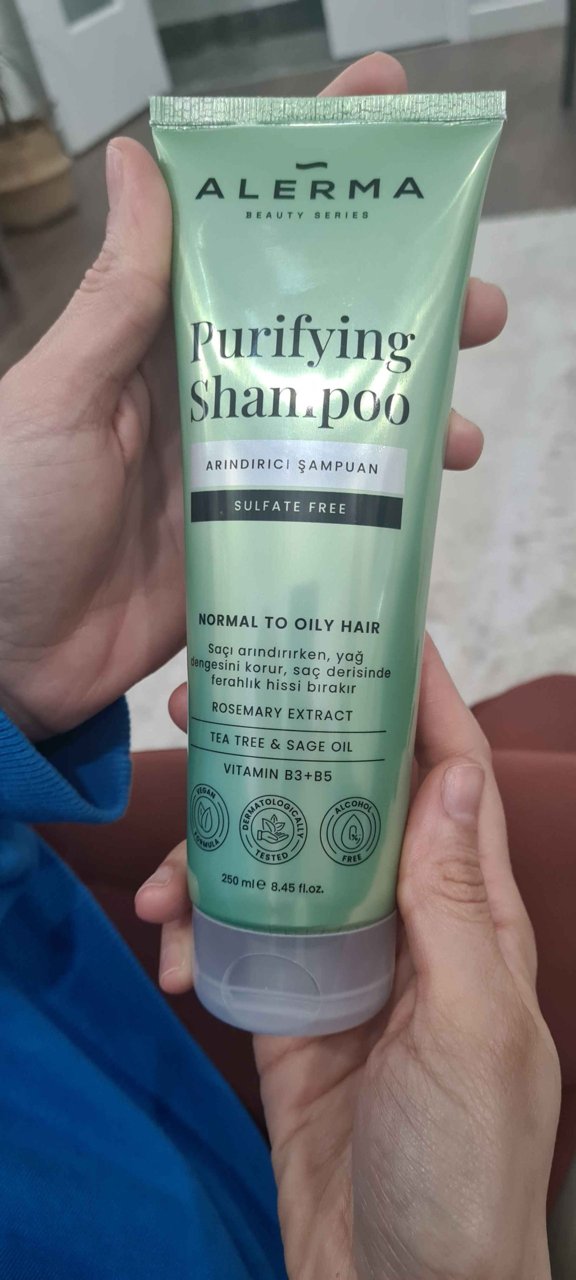 ALERMA
BEAUTY SERIES
Purifying
Shampoo
ARINDIRICI ŞAMPUAN
SULFATE FREE
NORMAL TO OILY HAIR
Saçı arındırırken, yağ
dengesini korur, saç derisinde
ferahlık hissi bırakır
ROSEMARY EXTRACT
TEA TREE & SAGE OIL
VITAMIN B3+B5
VEGAN FORMULA
DERMATOLOGICALLY TESTED
ALCOHOL FREE
250 ml ℮ 8.45 fl.oz.